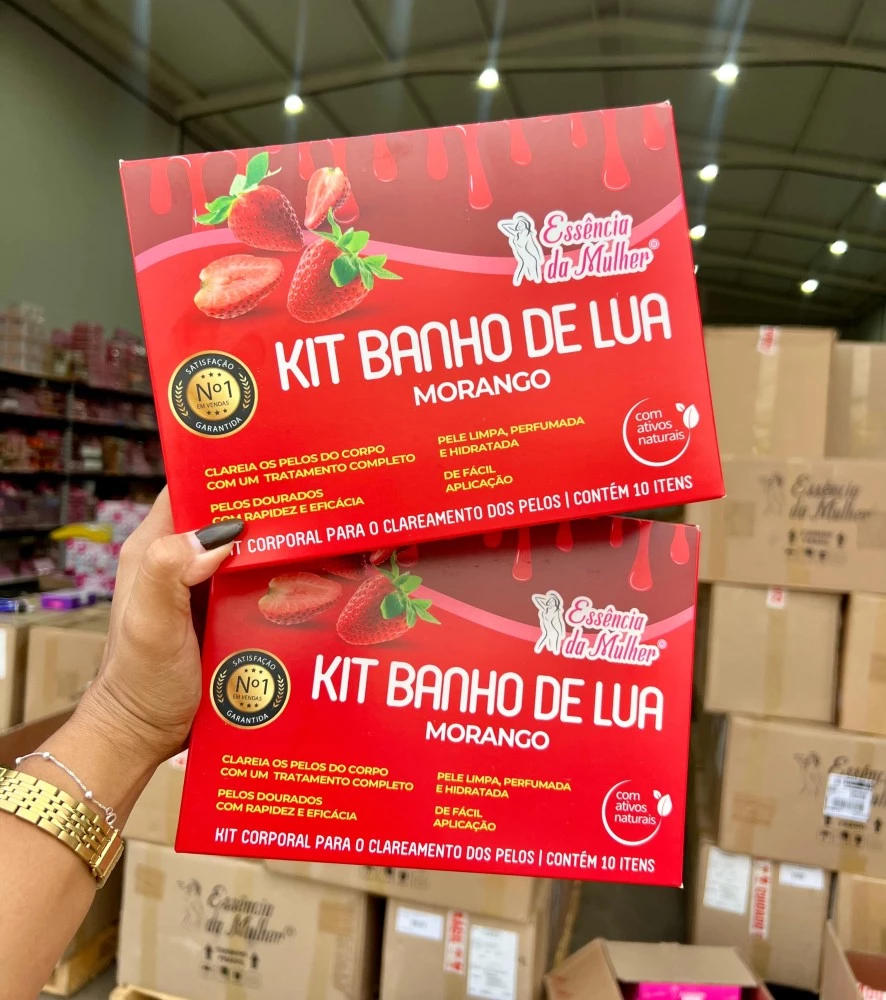 Essência
da Mulher®
KIT BANHO DE LUA
MORANGO
SATISFAÇÃO
Nº1
EM VENDAS
GARANTIDA
CLAREIA OS PELOS DO CORPO
COM UM TRATAMENTO COMPLETO
PELOS DOURADOS
COM RAPIDEZ E EFICÁCIA
PELE LIMPA, PERFUMADA
E HIDRATADA
DE FÁCIL
APLICAÇÃO
com
ativos
naturais
KIT CORPORAL PARA O CLAREAMENTO DOS PELOS | CONTÉM 10 ITENS
Essência
da Mulher®
KIT BANHO DE LUA
MORANGO
SATISFAÇÃO
Nº1
EM VENDAS
GARANTIDA
CLAREIA OS PELOS DO CORPO
COM UM TRATAMENTO COMPLETO
PELOS DOURADOS
COM RAPIDEZ E EFICÁCIA
PELE LIMPA, PERFUMADA
E HIDRATADA
DE FÁCIL
APLICAÇÃO
com
ativos
naturais
KIT CORPORAL PARA O CLAREAMENTO DOS PELOS | CONTÉM 10 ITENS
Essência
da Mulher
Essência
da Mulher